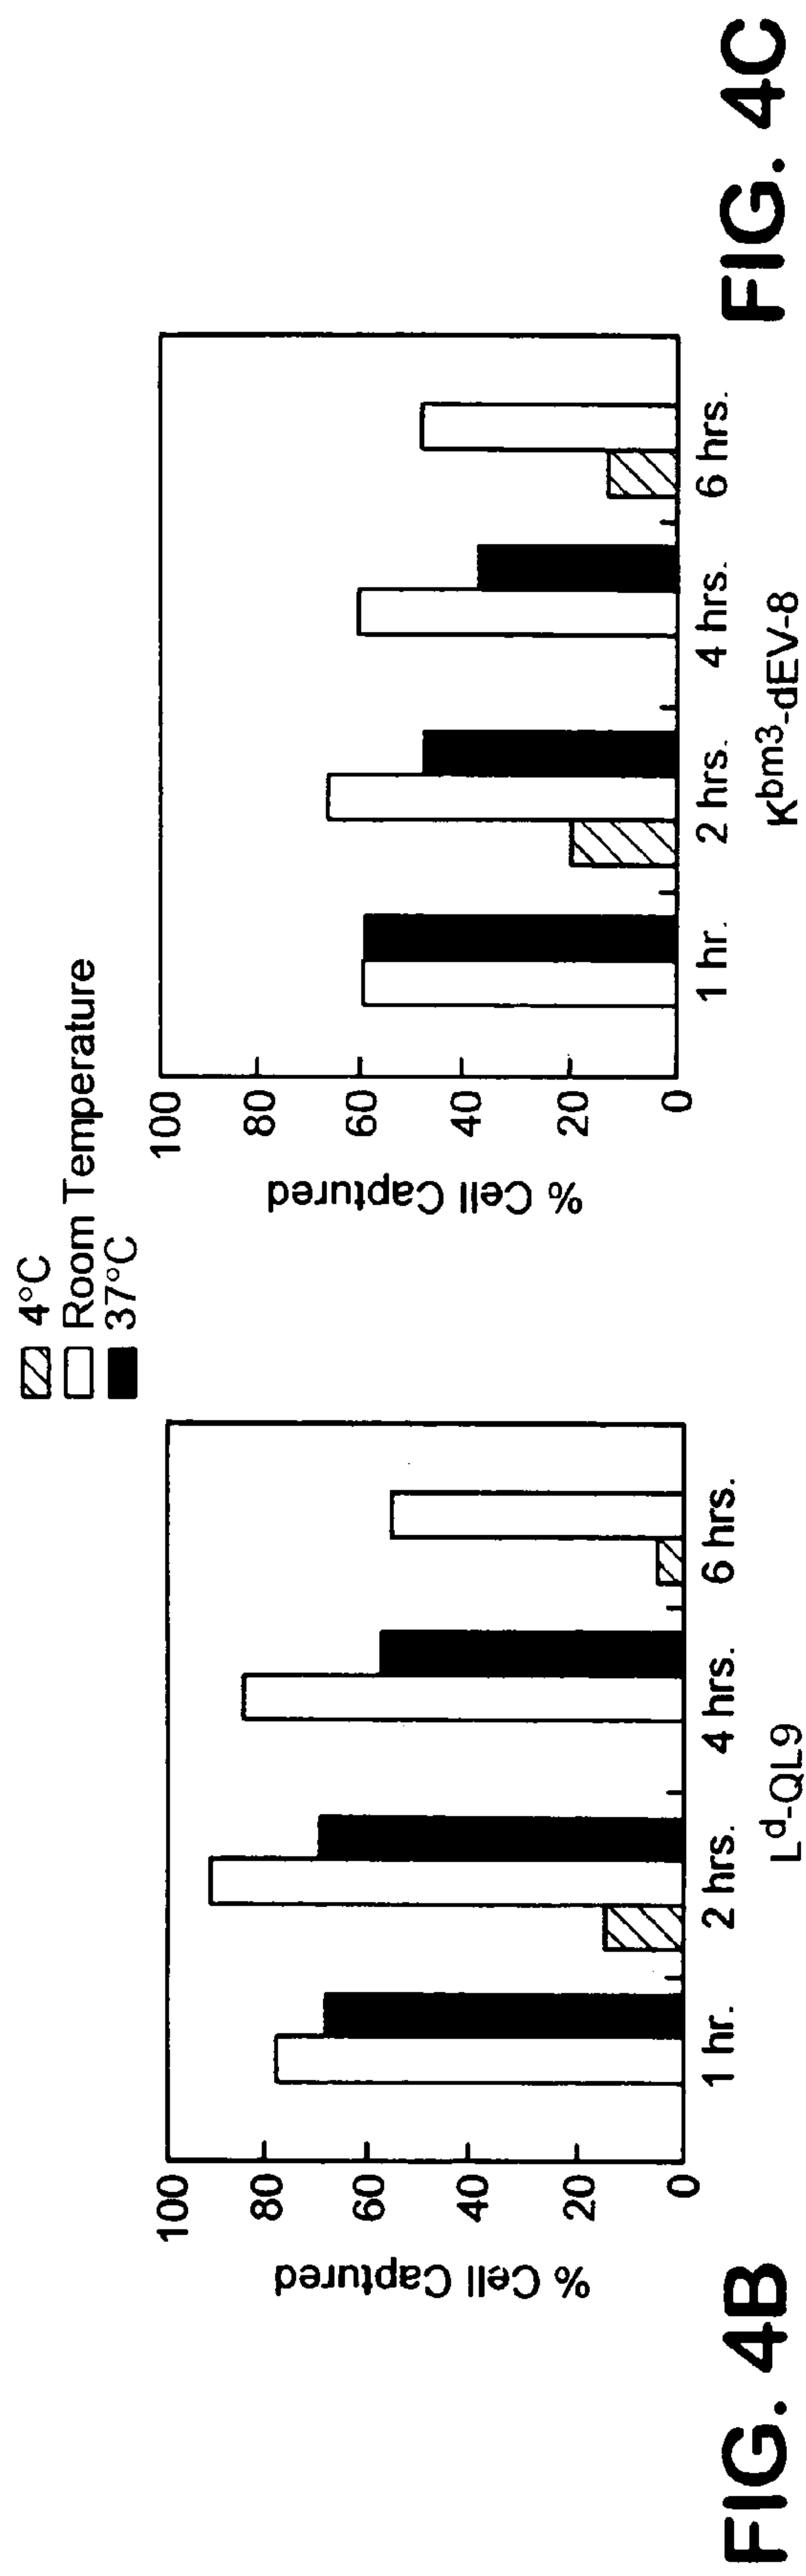 4°C
Room Temperature
37°C
% Cell Captured
100
80
60
40
20
0
1 hr.
2 hrs.
4 hrs.
6 hrs.
L^d-QL9
FIG. 4B
% Cell Captured
100
80
60
40
20
0
1 hr.
2 hrs.
4 hrs.
6 hrs.
K^bm3-dEV-8
FIG. 4C